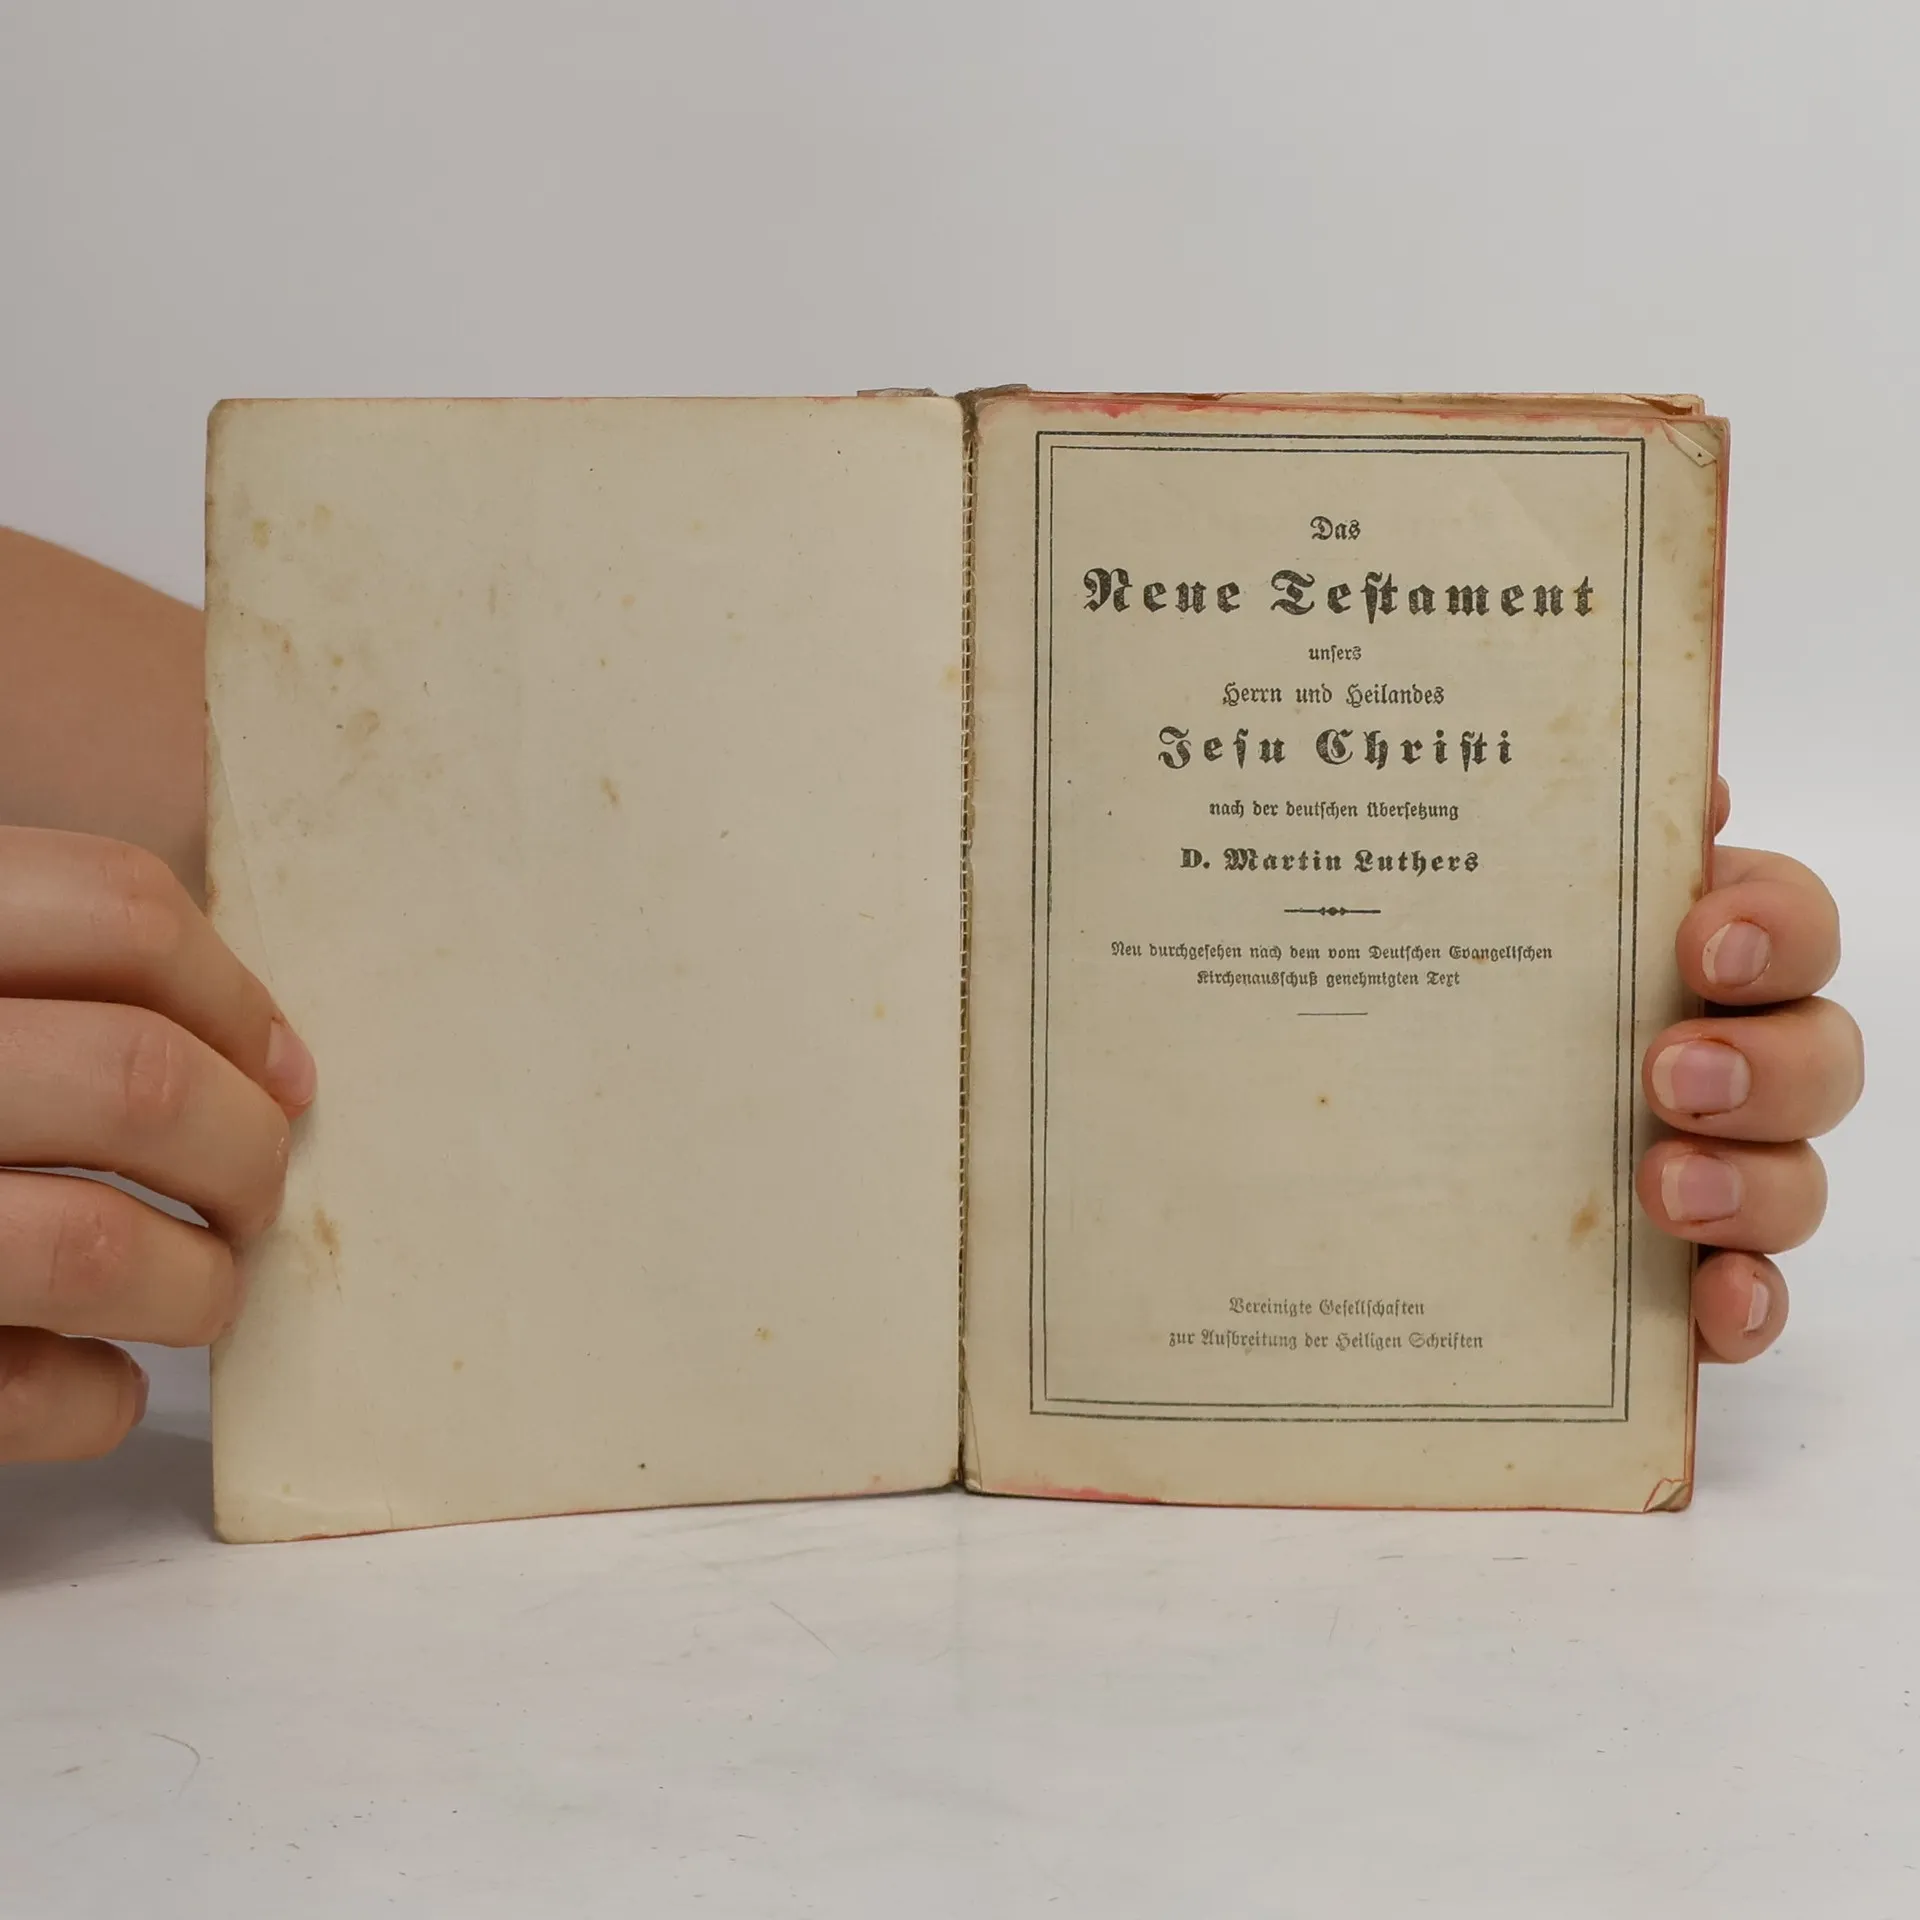 Das
Neue Testament
unsers
Herrn und Heilandes
Jesu Christi
nach der deutschen Übersetzung
D. Martin Luthers
Neu durchgesehen nach dem vom Deutschen Evangelischen
Kirchenausschuß genehmigten Text
Vereinigte Gesellschaften
zur Ausbreitung der Heiligen Schriften